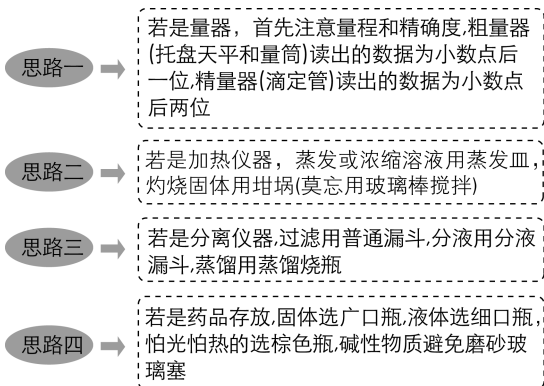 思路一
若是量器，首先注意量程和精确度,粗量器
(托盘天平和量筒)读出的数据为小数点后
一位,精量器(滴定管)读出的数据为小数点
后两位
思路二
若是加热仪器，蒸发或浓缩溶液用蒸发皿,
灼烧固体用坩埚(莫忘用玻璃棒搅拌)
思路三
若是分离仪器,过滤用普通漏斗,分液用分液
漏斗,蒸馏用蒸馏烧瓶
思路四
若是药品存放,固体选广口瓶,液体选细口瓶,
怕光怕热的选棕色瓶,碱性物质避免磨砂玻
璃塞